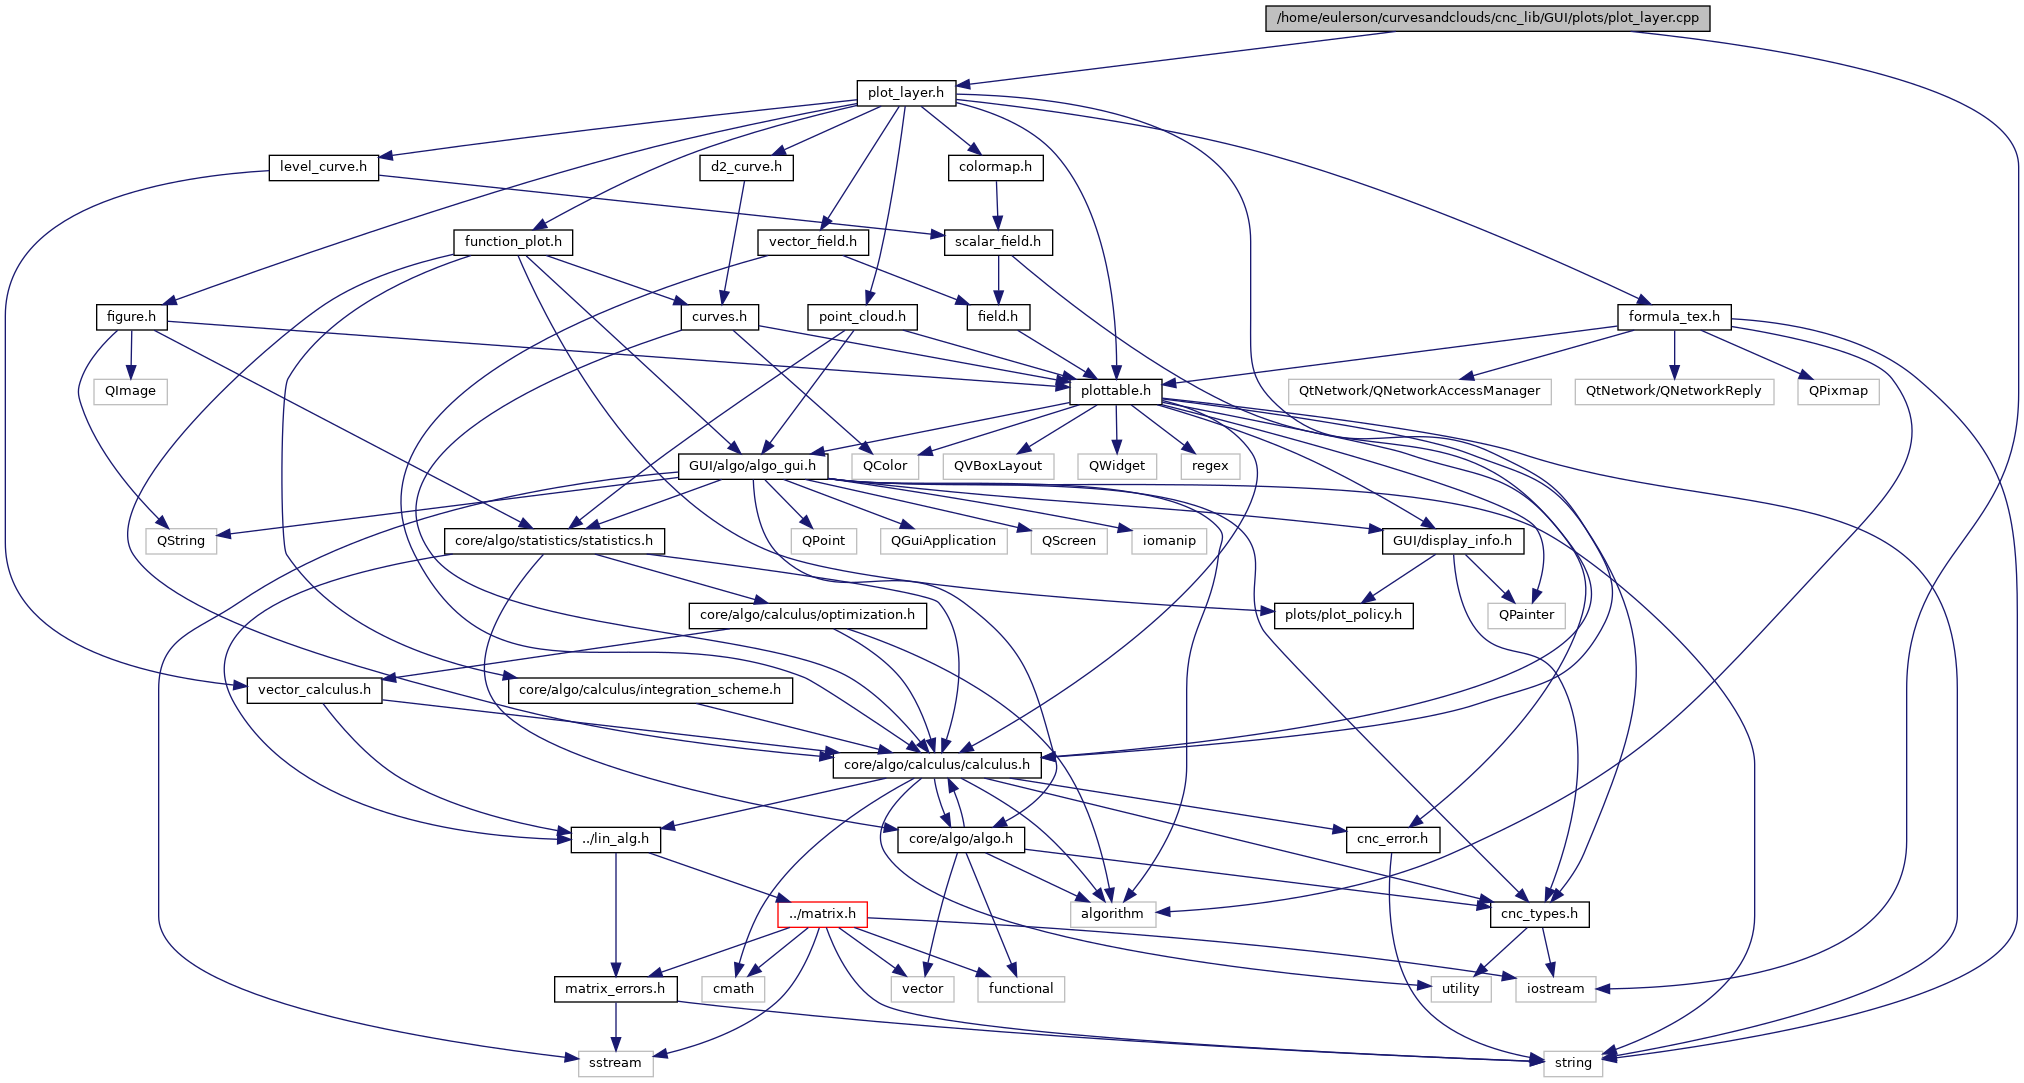 /home/eulerson/curvesandclouds/cnc_lib/GUI/plots/plot_layer.cpp
plot_layer.h
level_curve.h
d2_curve.h
colormap.h
function_plot.h
vector_field.h
scalar_field.h
figure.h
curves.h
point_cloud.h
field.h
formula_tex.h
QImage
plottable.h
QtNetwork/QNetworkAccessManager
QtNetwork/QNetworkReply
QPixmap
GUI/algo/algo_gui.h
QColor
QVBoxLayout
QWidget
regex
QString
core/algo/statistics/statistics.h
QPoint
QGuiApplication
QScreen
iomanip
GUI/display_info.h
core/algo/calculus/optimization.h
plots/plot_policy.h
QPainter
vector_calculus.h
core/algo/calculus/integration_scheme.h
core/algo/calculus/calculus.h
../lin_alg.h
core/algo/algo.h
cnc_error.h
../matrix.h
algorithm
cnc_types.h
matrix_errors.h
cmath
vector
functional
utility
iostream
sstream
string